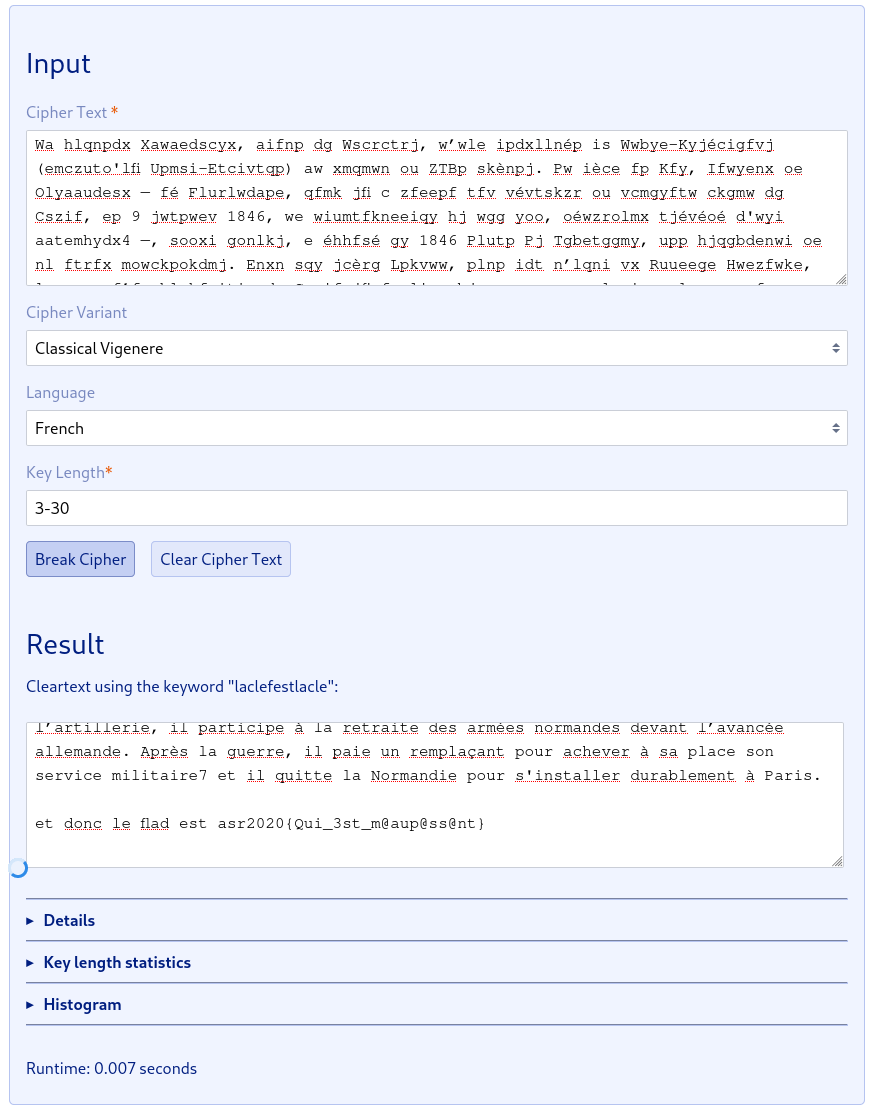 Input
Cipher Text *
Wa hlqnpdx Xawaedscyx, aifnp dg Wscrctrj, w’wle ipdxllnép is Wwbye-Kyjécigfvj
(emczuto'lfi Upmsi-Etcivtqp) aw xmqmwn ou ZTBp skènpj. Pw ièce fp Kfy, Ifwyenx oe
Olyaaudesx — fé Flurlwdape, qfmk jfi c zfeepf tfv vévtskzr ou vcmgyftw ckgmw dg
Cszif, ep 9 jwtpwev 1846, we wiumtfkneeiqy hj wgg yoo, oéwzrolmx tjévéoé d'wyi
aatemhydx4 —, sooxi gonlkj, e éhhfsé gy 1846 Plutp Pj Tgbetggmy, upp hjqgbdenwi oe
nl ftrfx mowckpokdmj. Enxn sqy jcèrg Lpkvww, plnp idt n’lqni vx Ruueege Hwezfwke,
Cipher Variant
Classical Vigenere
Language
French
Key Length*
3-30
Break Cipher Clear Cipher Text
Result
Cleartext using the keyword "laclefestlacle":
l’artillerie, il participe à la retraite des armées normandes devant l’avancée
allemande. Après la guerre, il paie un remplaçant pour achever à sa place son
service militaire7 et il quitte la Normandie pour s'installer durablement à Paris.
et donc le flad est asr2020{Qui_3st_m@aup@ss@nt}
▸ Details
▸ Key length statistics
▸ Histogram
Runtime: 0.007 seconds